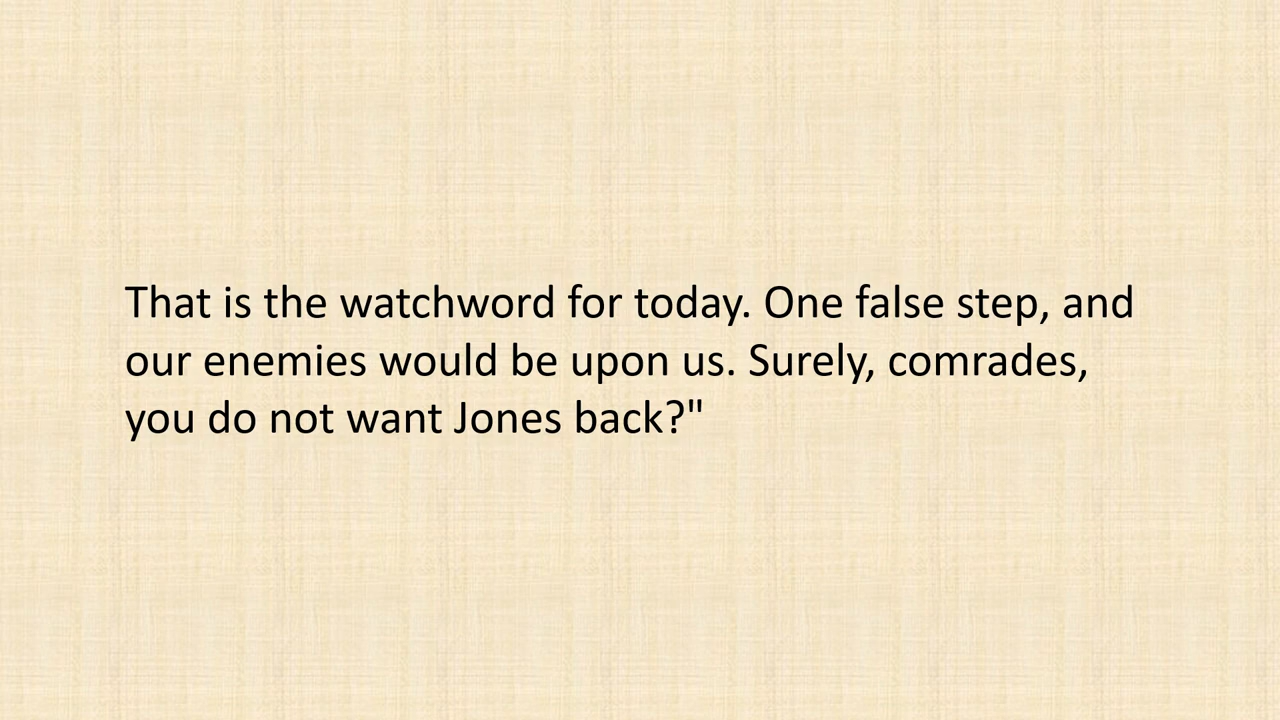 That is the watchword for today. One false step, and
our enemies would be upon us. Surely, comrades,
you do not want Jones back?"